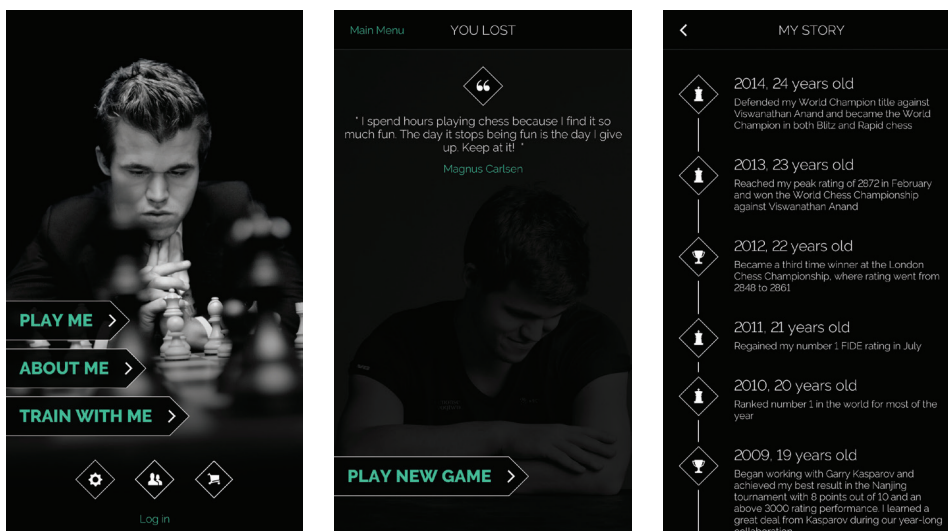 PLAY ME
ABOUT ME
TRAIN WITH ME
Log in
Main Menu
YOU LOST
" I spend hours playing chess because I find it so
much fun. The day it stops being fun is the day I give
up. Keep at it! "
Magnus Carlsen
PLAY NEW GAME
MY STORY
2014, 24 years old
Defended my World Champion title against
Viswanathan Anand and became the World
Champion in both Blitz and Rapid chess
2013, 23 years old
Reached my peak rating of 2872 in February
and won the World Chess Championship
against Viswanathan Anand
2012, 22 years old
Became a third time winner at the London
Chess Championship, where rating went from
2848 to 2861
2011, 21 years old
Regained my number 1 FIDE rating in July
2010, 20 years old
Ranked number 1 in the world for most of the
year
2009, 19 years old
Began working with Garry Kasparov and
achieved my best result in the Nanjing
tournament with 8 points out of 10 and an
above 3000 rating performance. I learned a
great deal from Kasparov during our year-long
collaboration